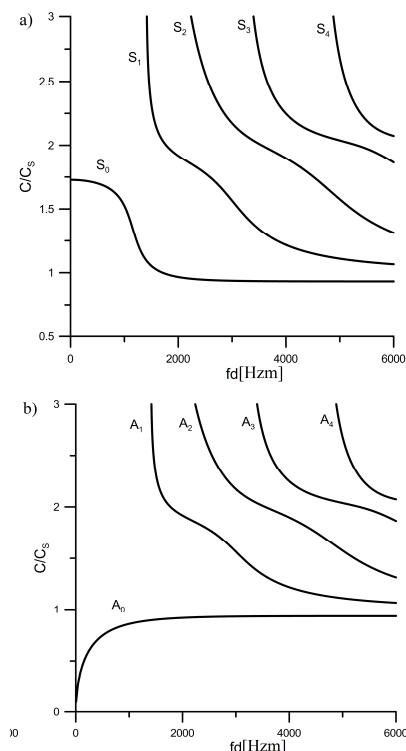 a)
3
S₁
S₂
S₃
S₄
2.5
2
C/Cₛ
S₀
1.5
1
0.5
0
2000
4000
6000
fd[Hzm]
b)
3
A₁
A₂
A₃
A₄
2
C/Cₛ
A₀
1
0
00
0
2000
4000
6000
fd[Hzm]